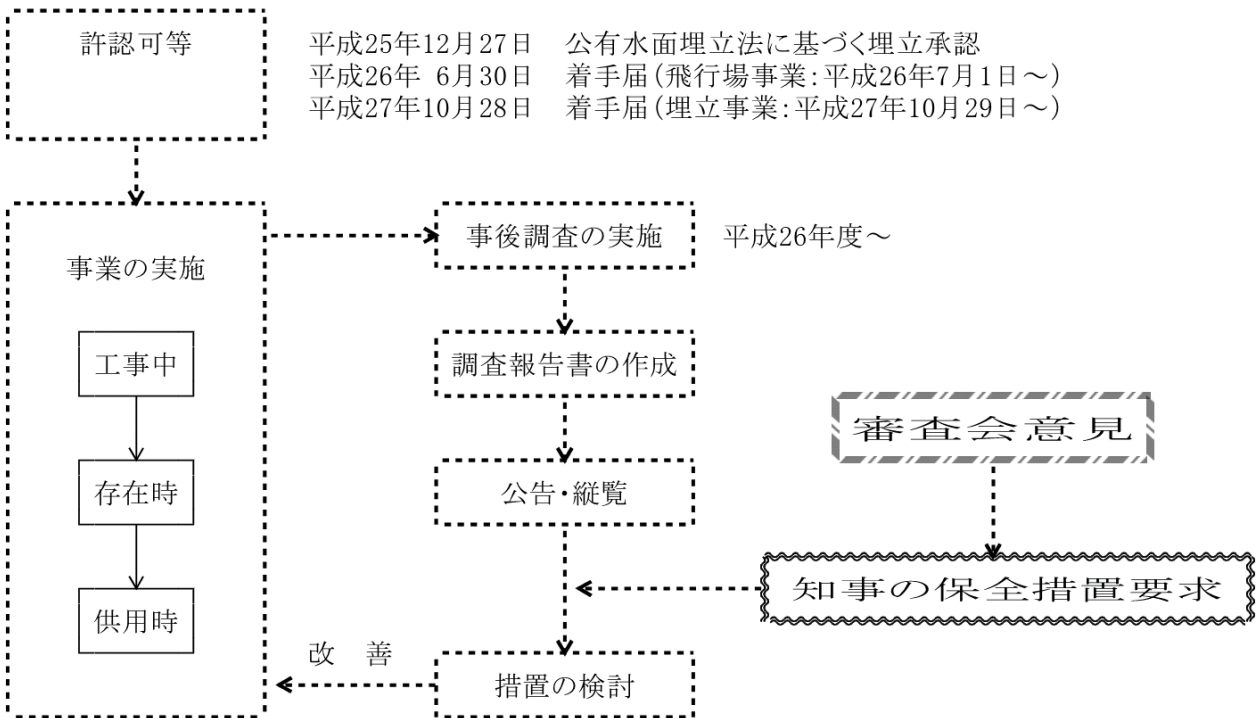 許認可等
平成25年12月27日　公有水面埋立法に基づく埋立承認
平成26年 6月30日　着手届(飛行場事業:平成26年7月1日~)
平成27年10月28日　着手届(埋立事業:平成27年10月29日~)
事後調査の実施　平成26年度~
事業の実施
工事中
調査報告書の作成
審査会意見
存在時
公告・縦覧
知事の保全措置要求
供用時
改　善
措置の検討